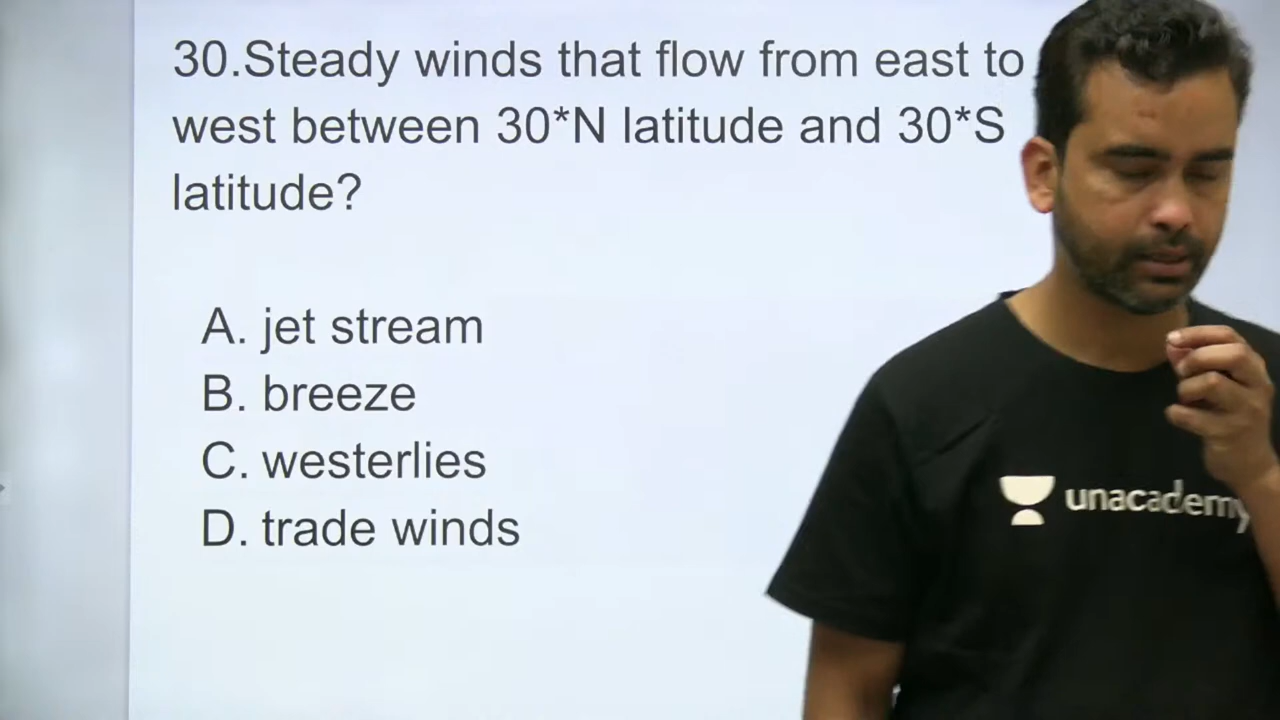 30.Steady winds that flow from east to
west between 30*N latitude and 30*S
latitude?
A. jet stream
B. breeze
C. westerlies
D. trade winds
unacademy